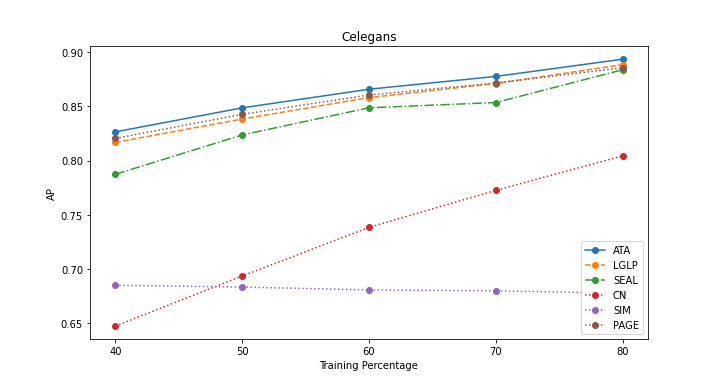 Celegans
0.90
0.85
0.80
0.75
0.70
0.65
AP
40 50 60 70 80
Training Percentage
ATA
LGLP
SEAL
CN
SIM
PAGE